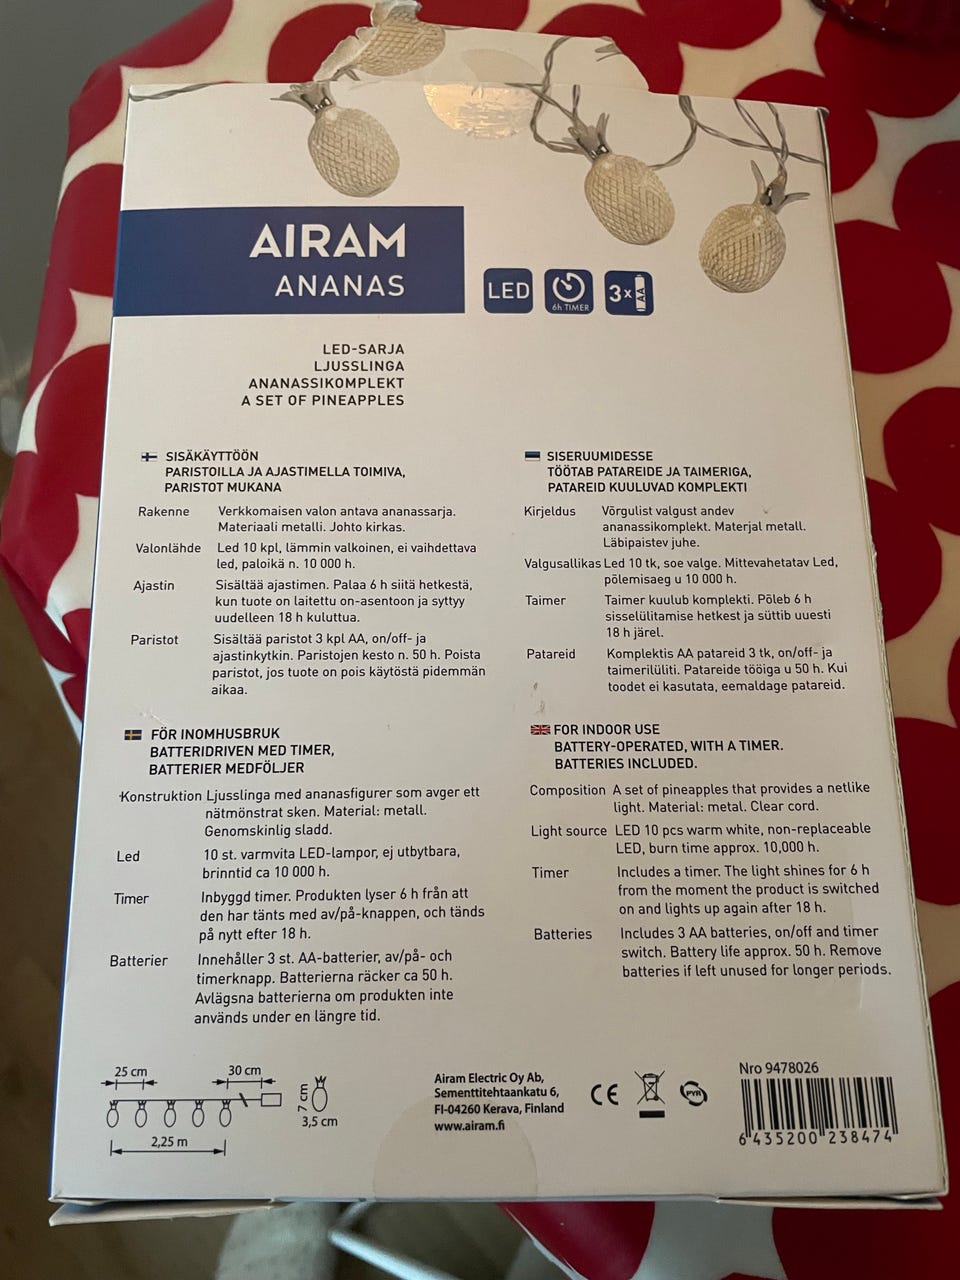 AIRAM
ANANAS
LED
6h TIMER
3x AA
LED-SARJA
LJUSSLINGA
ANANASSIKOMPLEKT
A SET OF PINEAPPLES
SISÄKÄYTTÖÖN
PARISTOILLA JA AJASTIMELLA TOIMIVA,
PARISTOT MUKANA
Rakenne Verkkomaisen valon antava ananassarja.
Materiaali metalli. Johto kirkas.
Valonlähde Led 10 kpl, lämmin valkoinen, ei vaihdettava
led, paloikä n. 10 000 h.
Ajastin Sisältää ajastimen. Palaa 6 h siitä hetkestä,
kun tuote on laitettu on-asentoon ja syttyy
uudelleen 18 h kuluttua.
Paristot Sisältää paristot 3 kpl AA, on/off- ja
ajastinkytkin. Paristojen kesto n. 50 h. Poista
paristot, jos tuote on pois käytöstä pidemmän
aikaa.
SISERUUMIDESSE
TÖÖTAB PATAREIDE JA TAIMERIGA,
PATAREID KUULUVAD KOMPLEKTI
Kirjeldus Võrgulist valgust andev
ananassikomplekt. Materjal metall.
Läbipaistev juhe.
Valgusallikas Led 10 tk, soe valge. Mittevahetatav Led,
põlemisaeg u 10 000 h.
Taimer Taimer kuulub komplekti. Põleb 6 h
sisselülitamise hetkest ja süttib uuesti
18 h järel.
Patareid Komplektis AA patareid 3 tk, on/off- ja
taimerilüliti. Patareide tööiga u 50 h. Kui
toodet ei kasutata, eemaldage patareid.
FÖR INOMHUSBRUK
BATTERIDRIVEN MED TIMER,
BATTERIER MEDFÖLJER
Konstruktion Ljusslinga med ananasfigurer som avger ett
nätmönstrat sken. Material: metall.
Genomskinlig sladd.
Led 10 st. varmvita LED-lampor, ej utbytbara,
brinntid ca 10 000 h.
Timer Inbyggd timer. Produkten lyser 6 h från att
den har tänts med av/på-knappen, och tänds
på nytt efter 18 h.
Batterier Innehåller 3 st. AA-batterier, av/på- och
timerknapp. Batterierna räcker ca 50 h.
Avlägsna batterierna om produkten inte
används under en längre tid.
FOR INDOOR USE
BATTERY-OPERATED, WITH A TIMER.
BATTERIES INCLUDED.
Composition A set of pineapples that provides a netlike
light. Material: metal. Clear cord.
Light source LED 10 pcs warm white, non-replaceable
LED, burn time approx. 10,000 h.
Timer Includes a timer. The light shines for 6 h
from the moment the product is switched
on and lights up again after 18 h.
Batteries Includes 3 AA batteries, on/off and timer
switch. Battery life approx. 50 h. Remove
batteries if left unused for longer periods.
25 cm
30 cm
2,25 m
7 cm
3,5 cm
Airam Electric Oy Ab,
Sementtitehtaankatu 6,
FI-04260 Kerava, Finland
www.airam.fi
CE
PYR
Nro 9478026
6 435200 238474